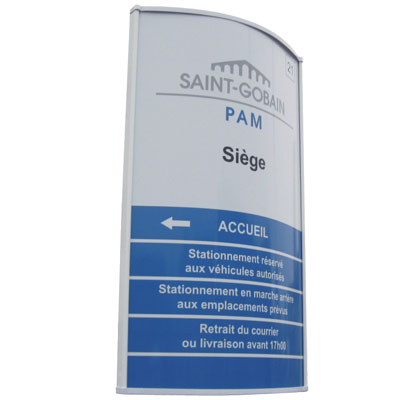 21
SAINT-GOBAIN
PAM
Siège
ACCUEIL
Stationnement réservé
aux véhicules autorisés
Stationnement en marche arrière
aux emplacements prévus
Retrait du courrier
ou livraison avant 17h00